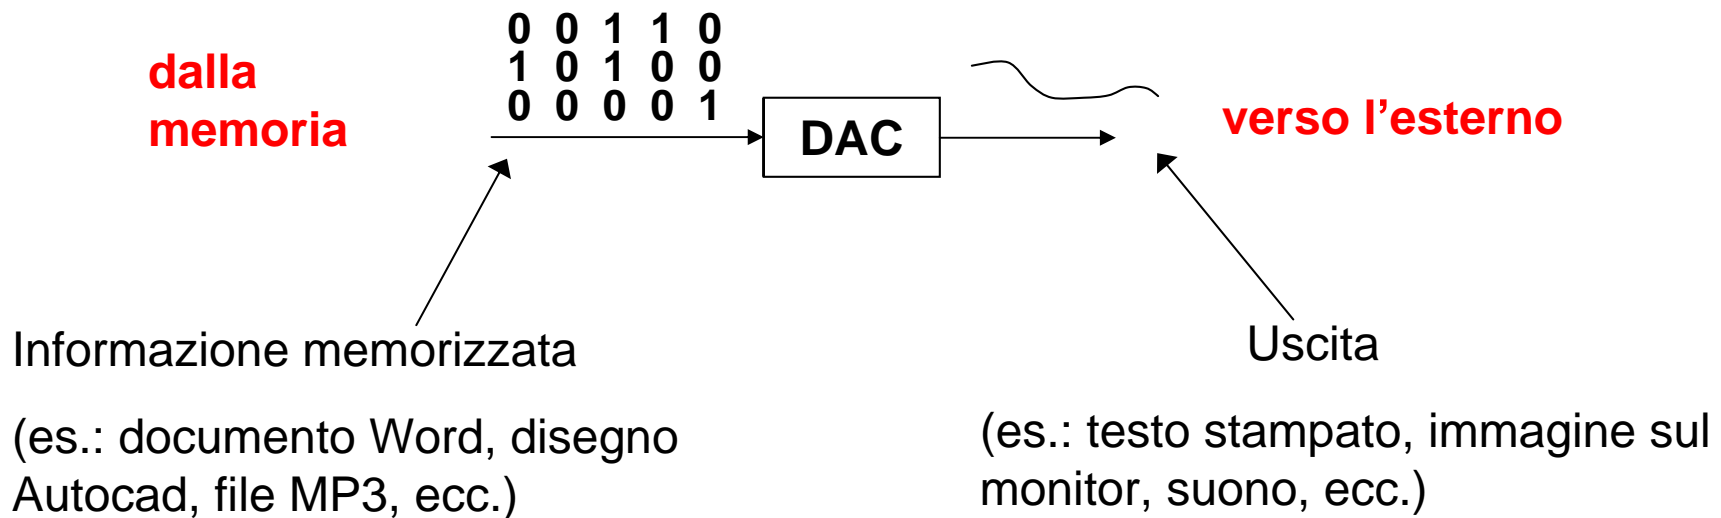 dalla
memoria
0 0 1 1 0
1 0 1 0 0
0 0 0 0 1
DAC
verso l’esterno
Informazione memorizzata
(es.: documento Word, disegno
Autocad, file MP3, ecc.)
Uscita
(es.: testo stampato, immagine sul
monitor, suono, ecc.)